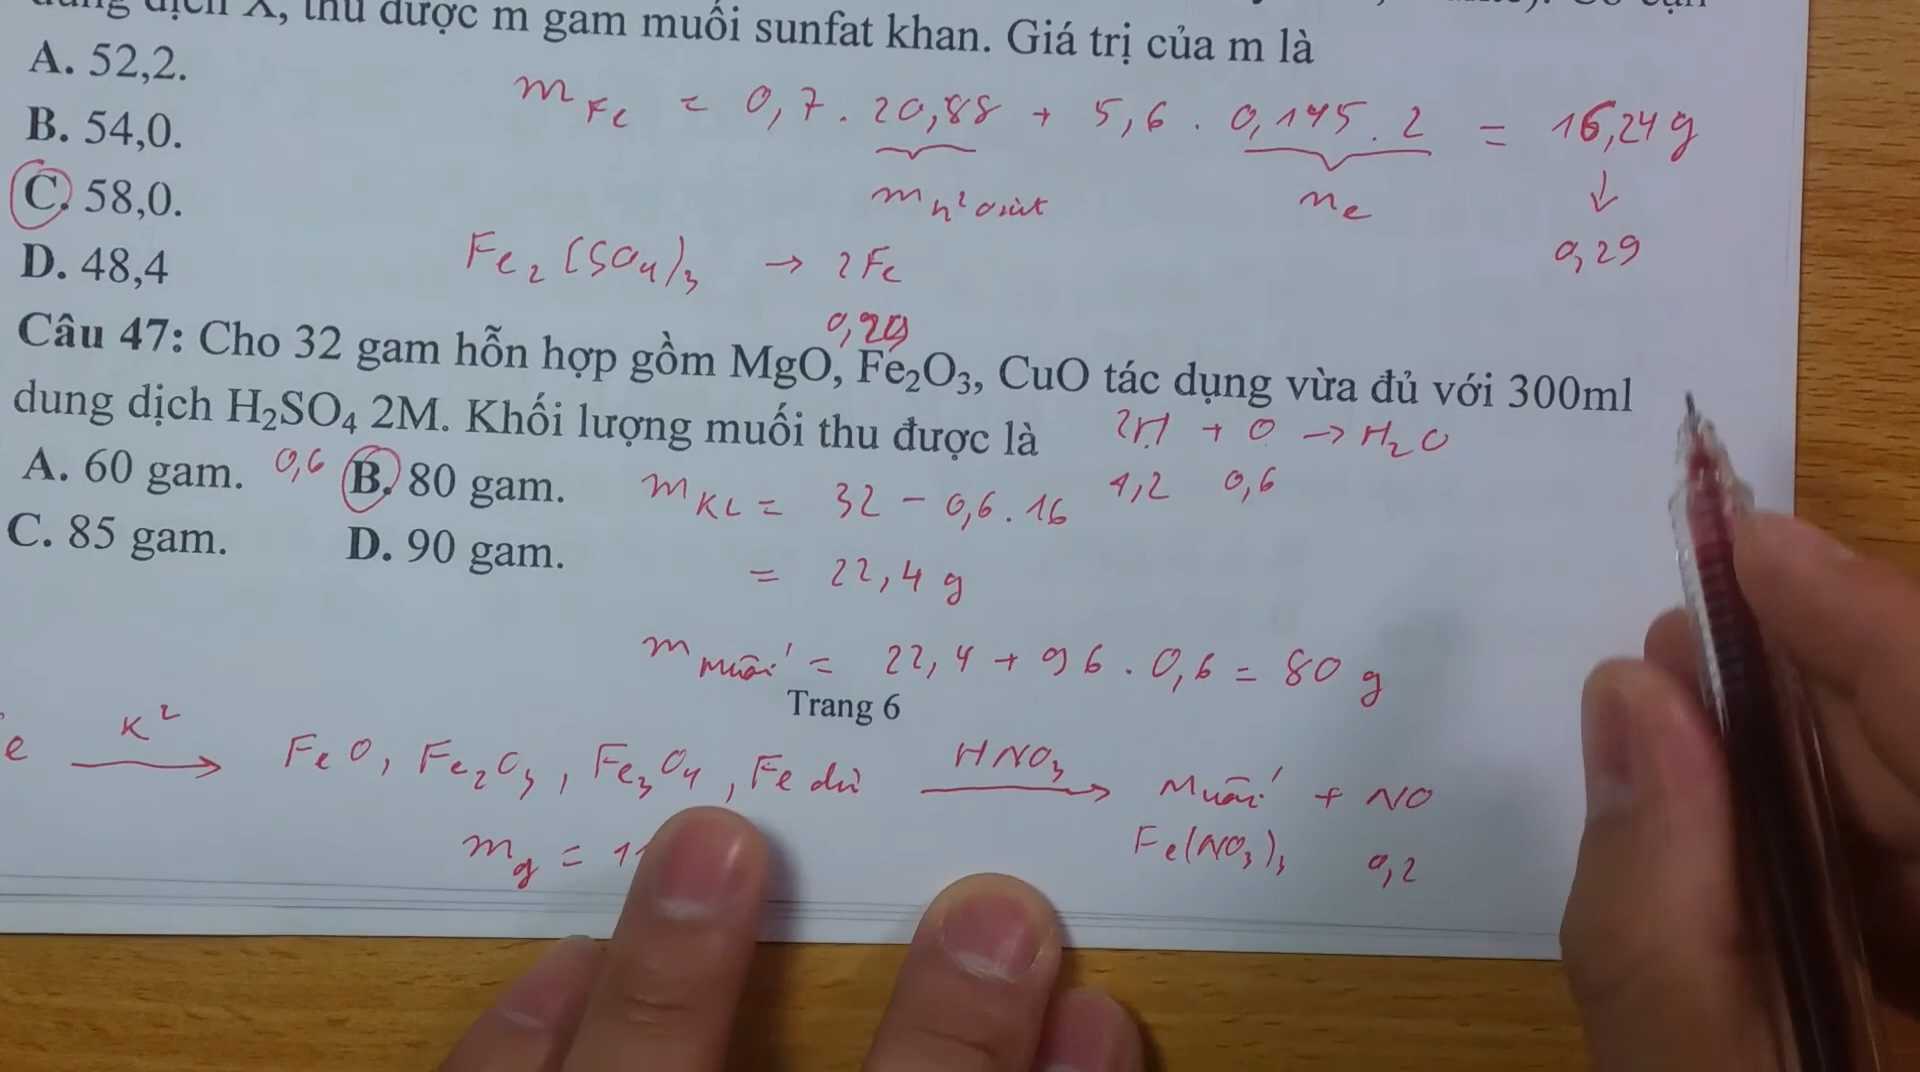 dung dịch X, thu được m gam muối sunfat khan. Giá trị của m là
A. 52,2.
B. 54,0.
C. 58,0.
D. 48,4
m Fe = 0,7 . 20,88 + 5,6 . 0,145 . 2 = 16,24 g
m h² oxit
ne
↓
0,29
Fe2(SO4)3 → 2Fe
0,29
Câu 47: Cho 32 gam hỗn hợp gồm MgO, Fe2O3, CuO tác dụng vừa đủ với 300ml
dung dịch H2SO4 2M. Khối lượng muối thu được là
2H + O → H2O
1,2 0,6
A. 60 gam. 0,6 B. 80 gam.
C. 85 gam. D. 90 gam.
mKL = 32 - 0,6 . 16
= 22,4 g
m muối = 22,4 + 96 . 0,6 = 80 g
Trang 6
e K² → FeO, Fe2O3, Fe3O4, Fe dư HNO3 → Muối + NO
mg = 11
Fe(NO3)3 0,2